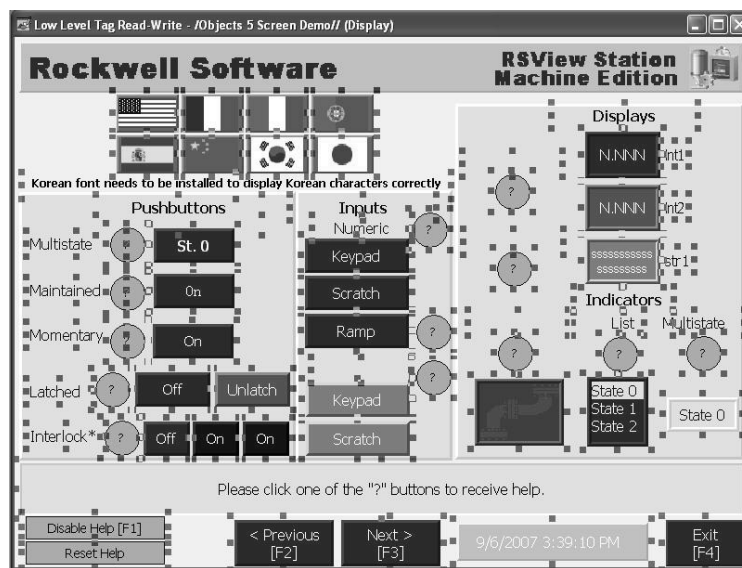 Low Level Tag Read-Write - /Objects 5 Screen Demo// (Display)
Rockwell Software
RSView Station
Machine Edition
Korean font needs to be installed to display Korean characters correctly
Pushbuttons
Multistate
?
St. 0
Maintained
?
On
Momentary
?
On
Latched
?
Off
Unlatch
Interlock*
?
Off
On
On
Inputs
Numeric
?
Keypad
Scratch
Ramp
?
?
Keypad
Scratch
Displays
?
N.NNN
Int1
N.NNN
Int2
?
SSSSSSSSSSS
SSSSSSSSS
str1
Indicators
List
Multistate
?
?
?
State 0
State 1
State 2
State 0
Please click one of the "?" buttons to receive help.
Disable Help [F1]
Reset Help
< Previous
[F2]
Next >
[F3]
9/6/2007 3:39:10 PM
Exit
[F4]